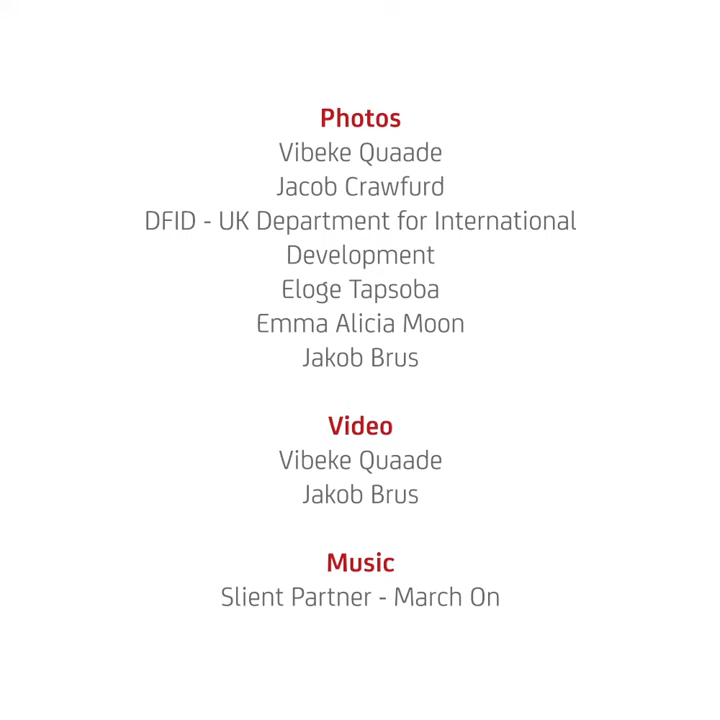 Photos
Vibeke Quaade
Jacob Crawfurd
DFID - UK Department for International
Development
Eloge Tapsoba
Emma Alicia Moon
Jakob Brus
Video
Vibeke Quaade
Jakob Brus
Music
Slient Partner - March On